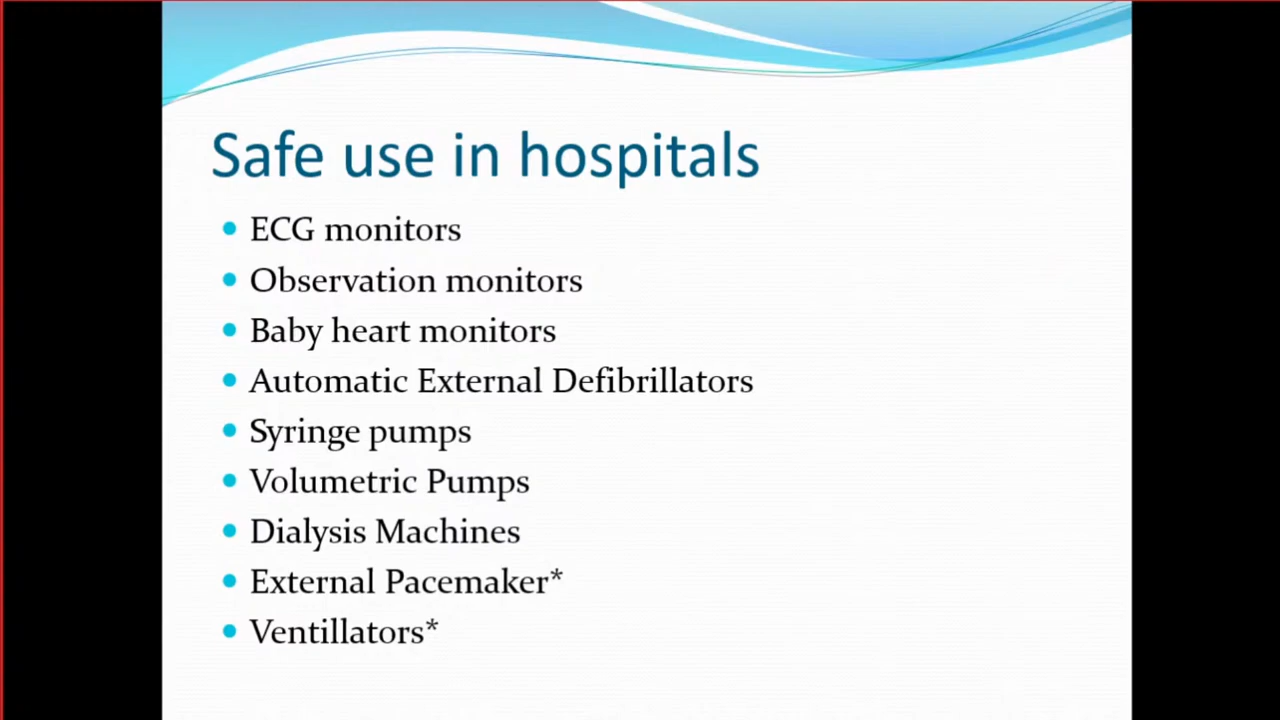 Safe use in hospitals
ECG monitors
Observation monitors
Baby heart monitors
Automatic External Defibrillators
Syringe pumps
Volumetric Pumps
Dialysis Machines
External Pacemaker*
Ventillators*